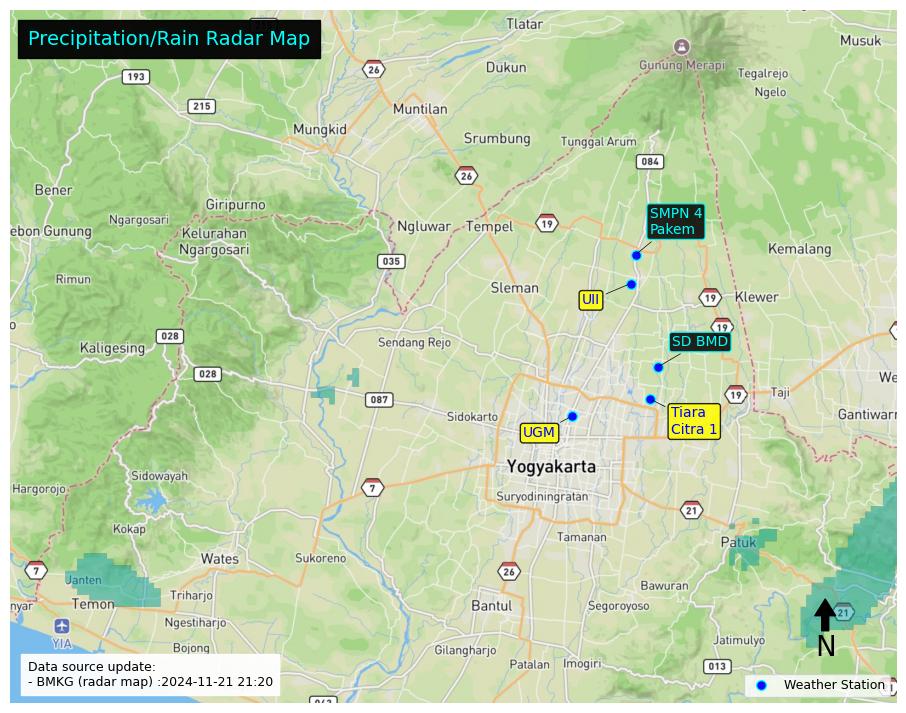 Precipitation/Rain Radar Map
Tlatar
Musuk
26
Dukun
Gunung Merapi
193
Tegalrejo
Ngelo
215
Muntilan
Mungkid
Srumbung
Tunggal Arum
084
26
Bener
Giripurno
SMPN 4
Pakem
Ngargosari
ebon Gunung
Kelurahan
Ngargosari
Ngluwar
Tempel
19
Kemalang
035
Rimun
Sleman
UII
19
Klewer
19
028
Kaligesing
Sendang Rejo
SD BMD
028
We
087
19
Taji
Sidokarto
Tiara
Citra 1
Gantiwarr
UGM
Yogyakarta
Sidowayah
Hargorojo
7
Suryodiningratan
21
Kokap
Tamanan
Patuk
Wates
Sukoreno
7
26
Janten
Bawuran
nyar
Temon
Triharjo
Bantul
Segoroyoso
21
Ngestiharjo
YIA
N
Bojong
Gilangharjo
Jatimulyo
Patalan
Imogiri
013
Data source update:
- BMKG (radar map) :2024-11-21 21:20
Weather Station